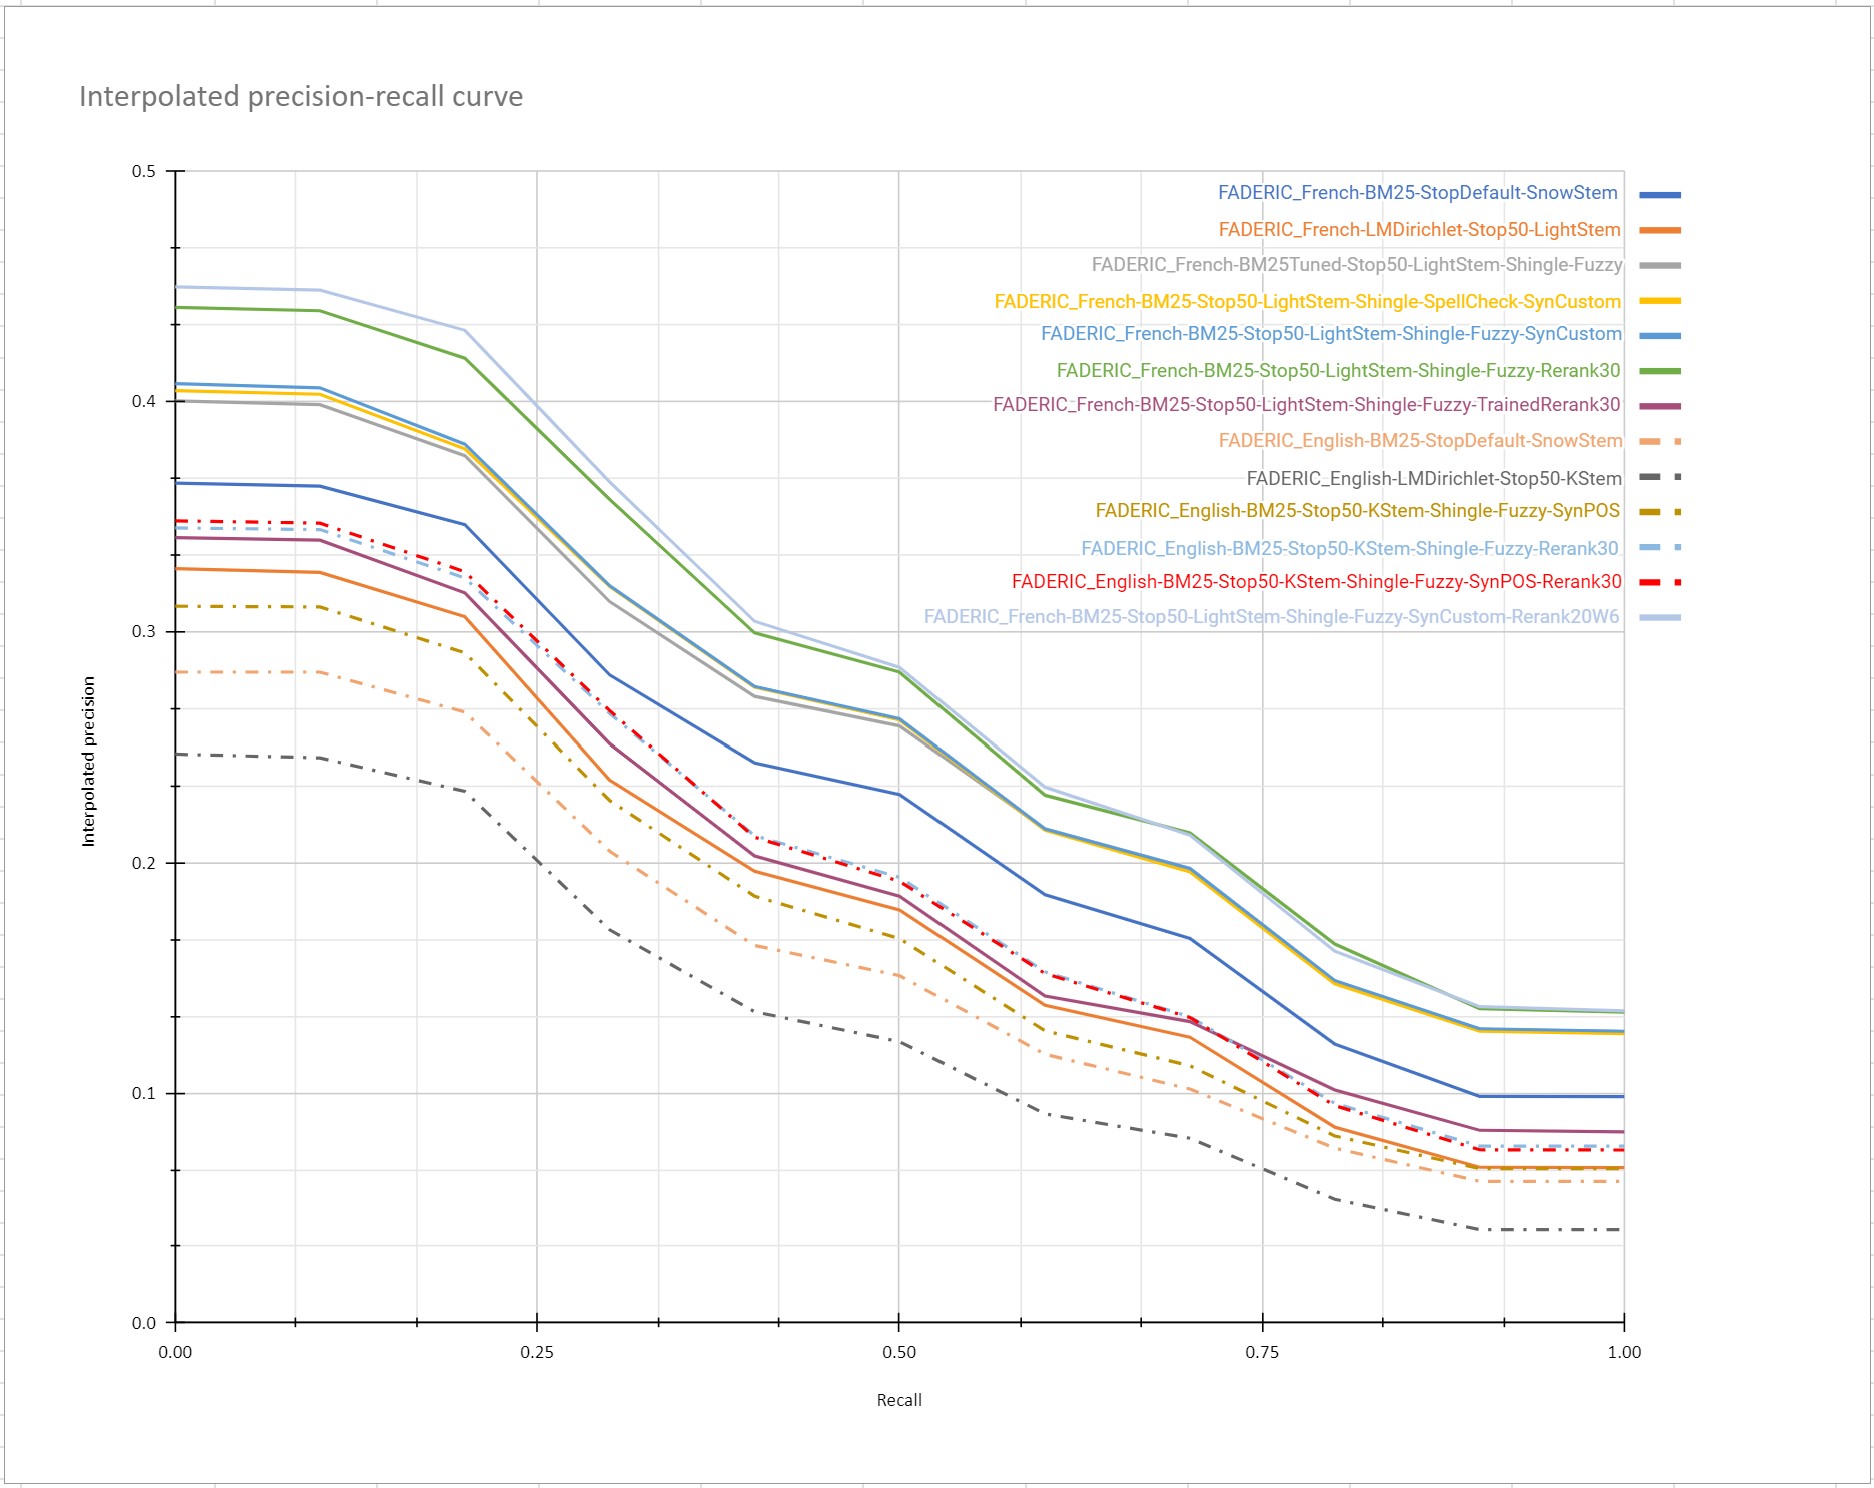 Interpolated precision-recall curve
0.5
FADERIC_French-BM25-StopDefault-SnowStem
FADERIC_French-LMDirichlet-Stop50-LightStem
FADERIC_French-BM25Tuned-Stop50-LightStem-Shingle-Fuzzy
FADERIC_French-BM25-Stop50-LightStem-Shingle-SpellCheck-SynCustom
FADERIC_French-BM25-Stop50-LightStem-Shingle-Fuzzy-SynCustom
FADERIC_French-BM25-Stop50-LightStem-Shingle-Fuzzy-Rerank30
0.4
FADERIC_French-BM25-Stop50-LightStem-Shingle-Fuzzy-TrainedRerank30
FADERIC_English-BM25-StopDefault-SnowStem
FADERIC_English-LMDirichlet-Stop50-KStem
FADERIC_English-BM25-Stop50-KStem-Shingle-Fuzzy-SynPOS
FADERIC_English-BM25-Stop50-KStem-Shingle-Fuzzy-Rerank30
FADERIC_English-BM25-Stop50-KStem-Shingle-Fuzzy-SynPOS-Rerank30
FADERIC_French-BM25-Stop50-LightStem-Shingle-Fuzzy-SynCustom-Rerank20W6
0.3
Interpolated precision
0.2
0.1
0.0
0.00 0.25 0.50 0.75 1.00
Recall